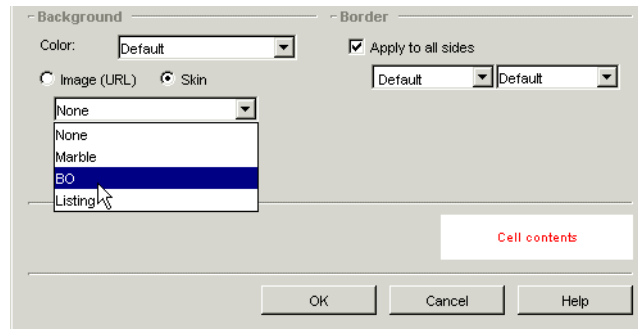 Background
Border
Color: Default
Apply to all sides
Image (URL) Skin
Default Default
None
None
Marble
BO
Listing
Cell contents
OK Cancel Help